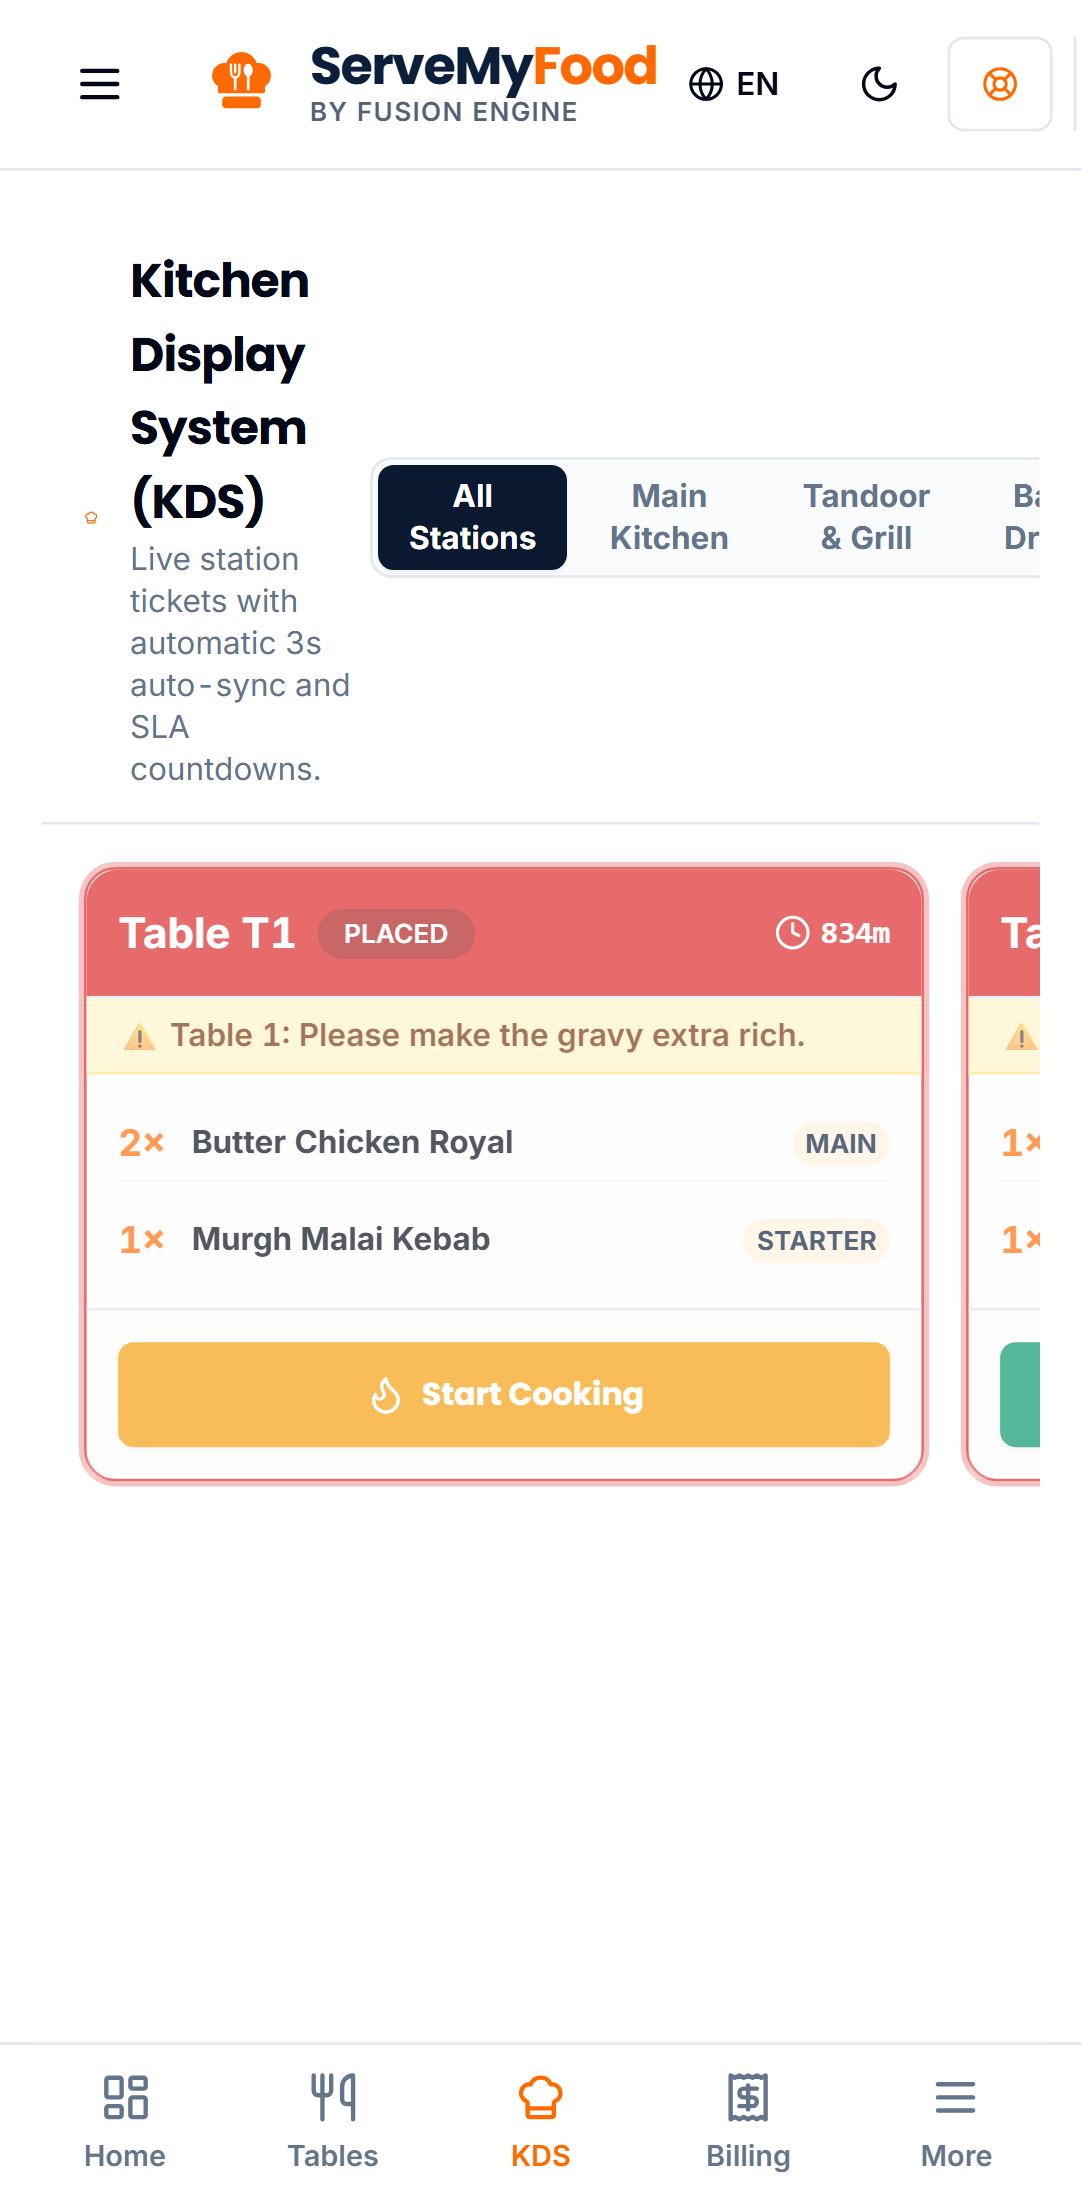 ServeMyFood
BY FUSION ENGINE
EN
Kitchen
Display
System
(KDS)
Live station
tickets with
automatic 3s
auto-sync and
SLA
countdowns.
All
Stations
Main
Kitchen
Tandoor
& Grill
Table T1 PLACED 834m
Table 1: Please make the gravy extra rich.
2× Butter Chicken Royal MAIN
1× Murgh Malai Kebab STARTER
Start Cooking
1×
1×
Home Tables KDS Billing More